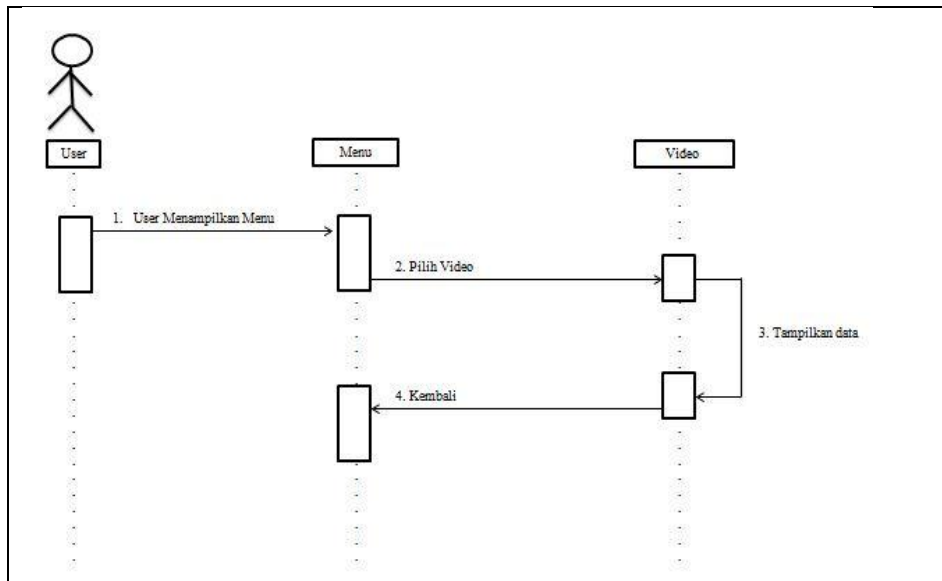 User
Menu
Video
1. User Menampilkan Menu
2. Pilih Video
3. Tampilkan data
4. Kembali